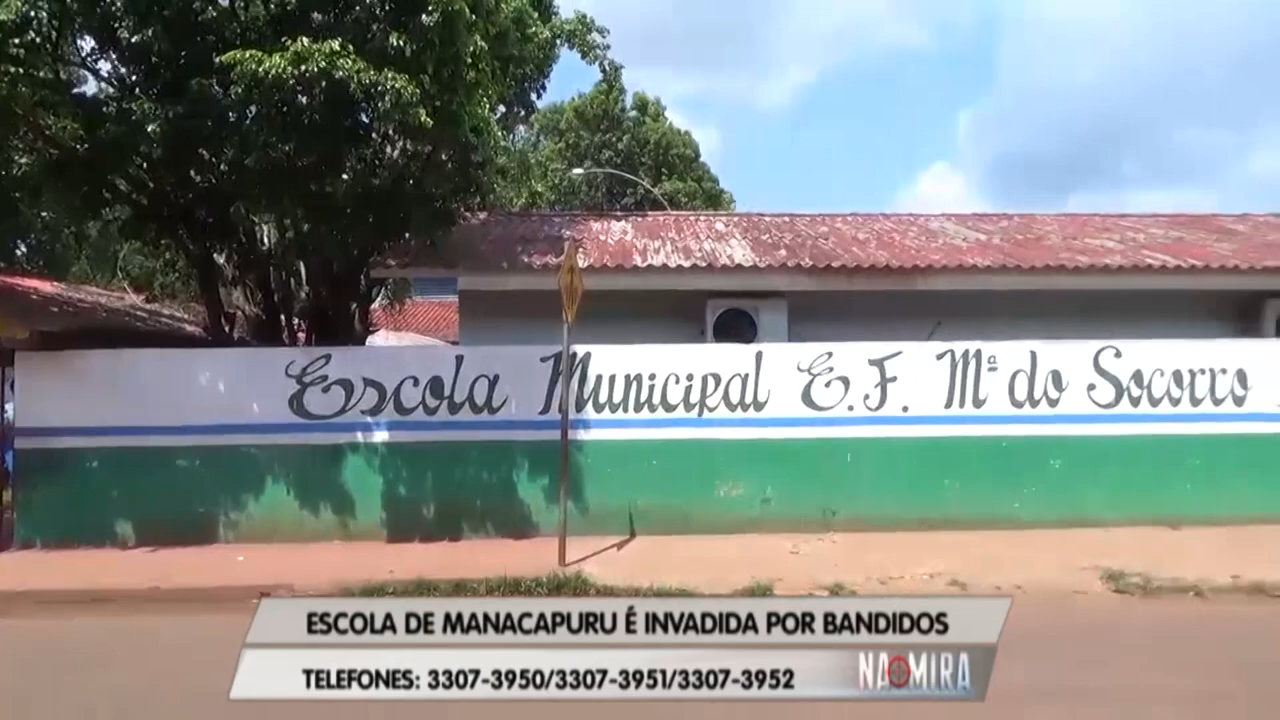 Escola Municipal E.F. Mª do Socorro
ESCOLA DE MANACAPURU É INVADIDA POR BANDIDOS
TELEFONES: 3307-3950/3307-3951/3307-3952
NA MIRA